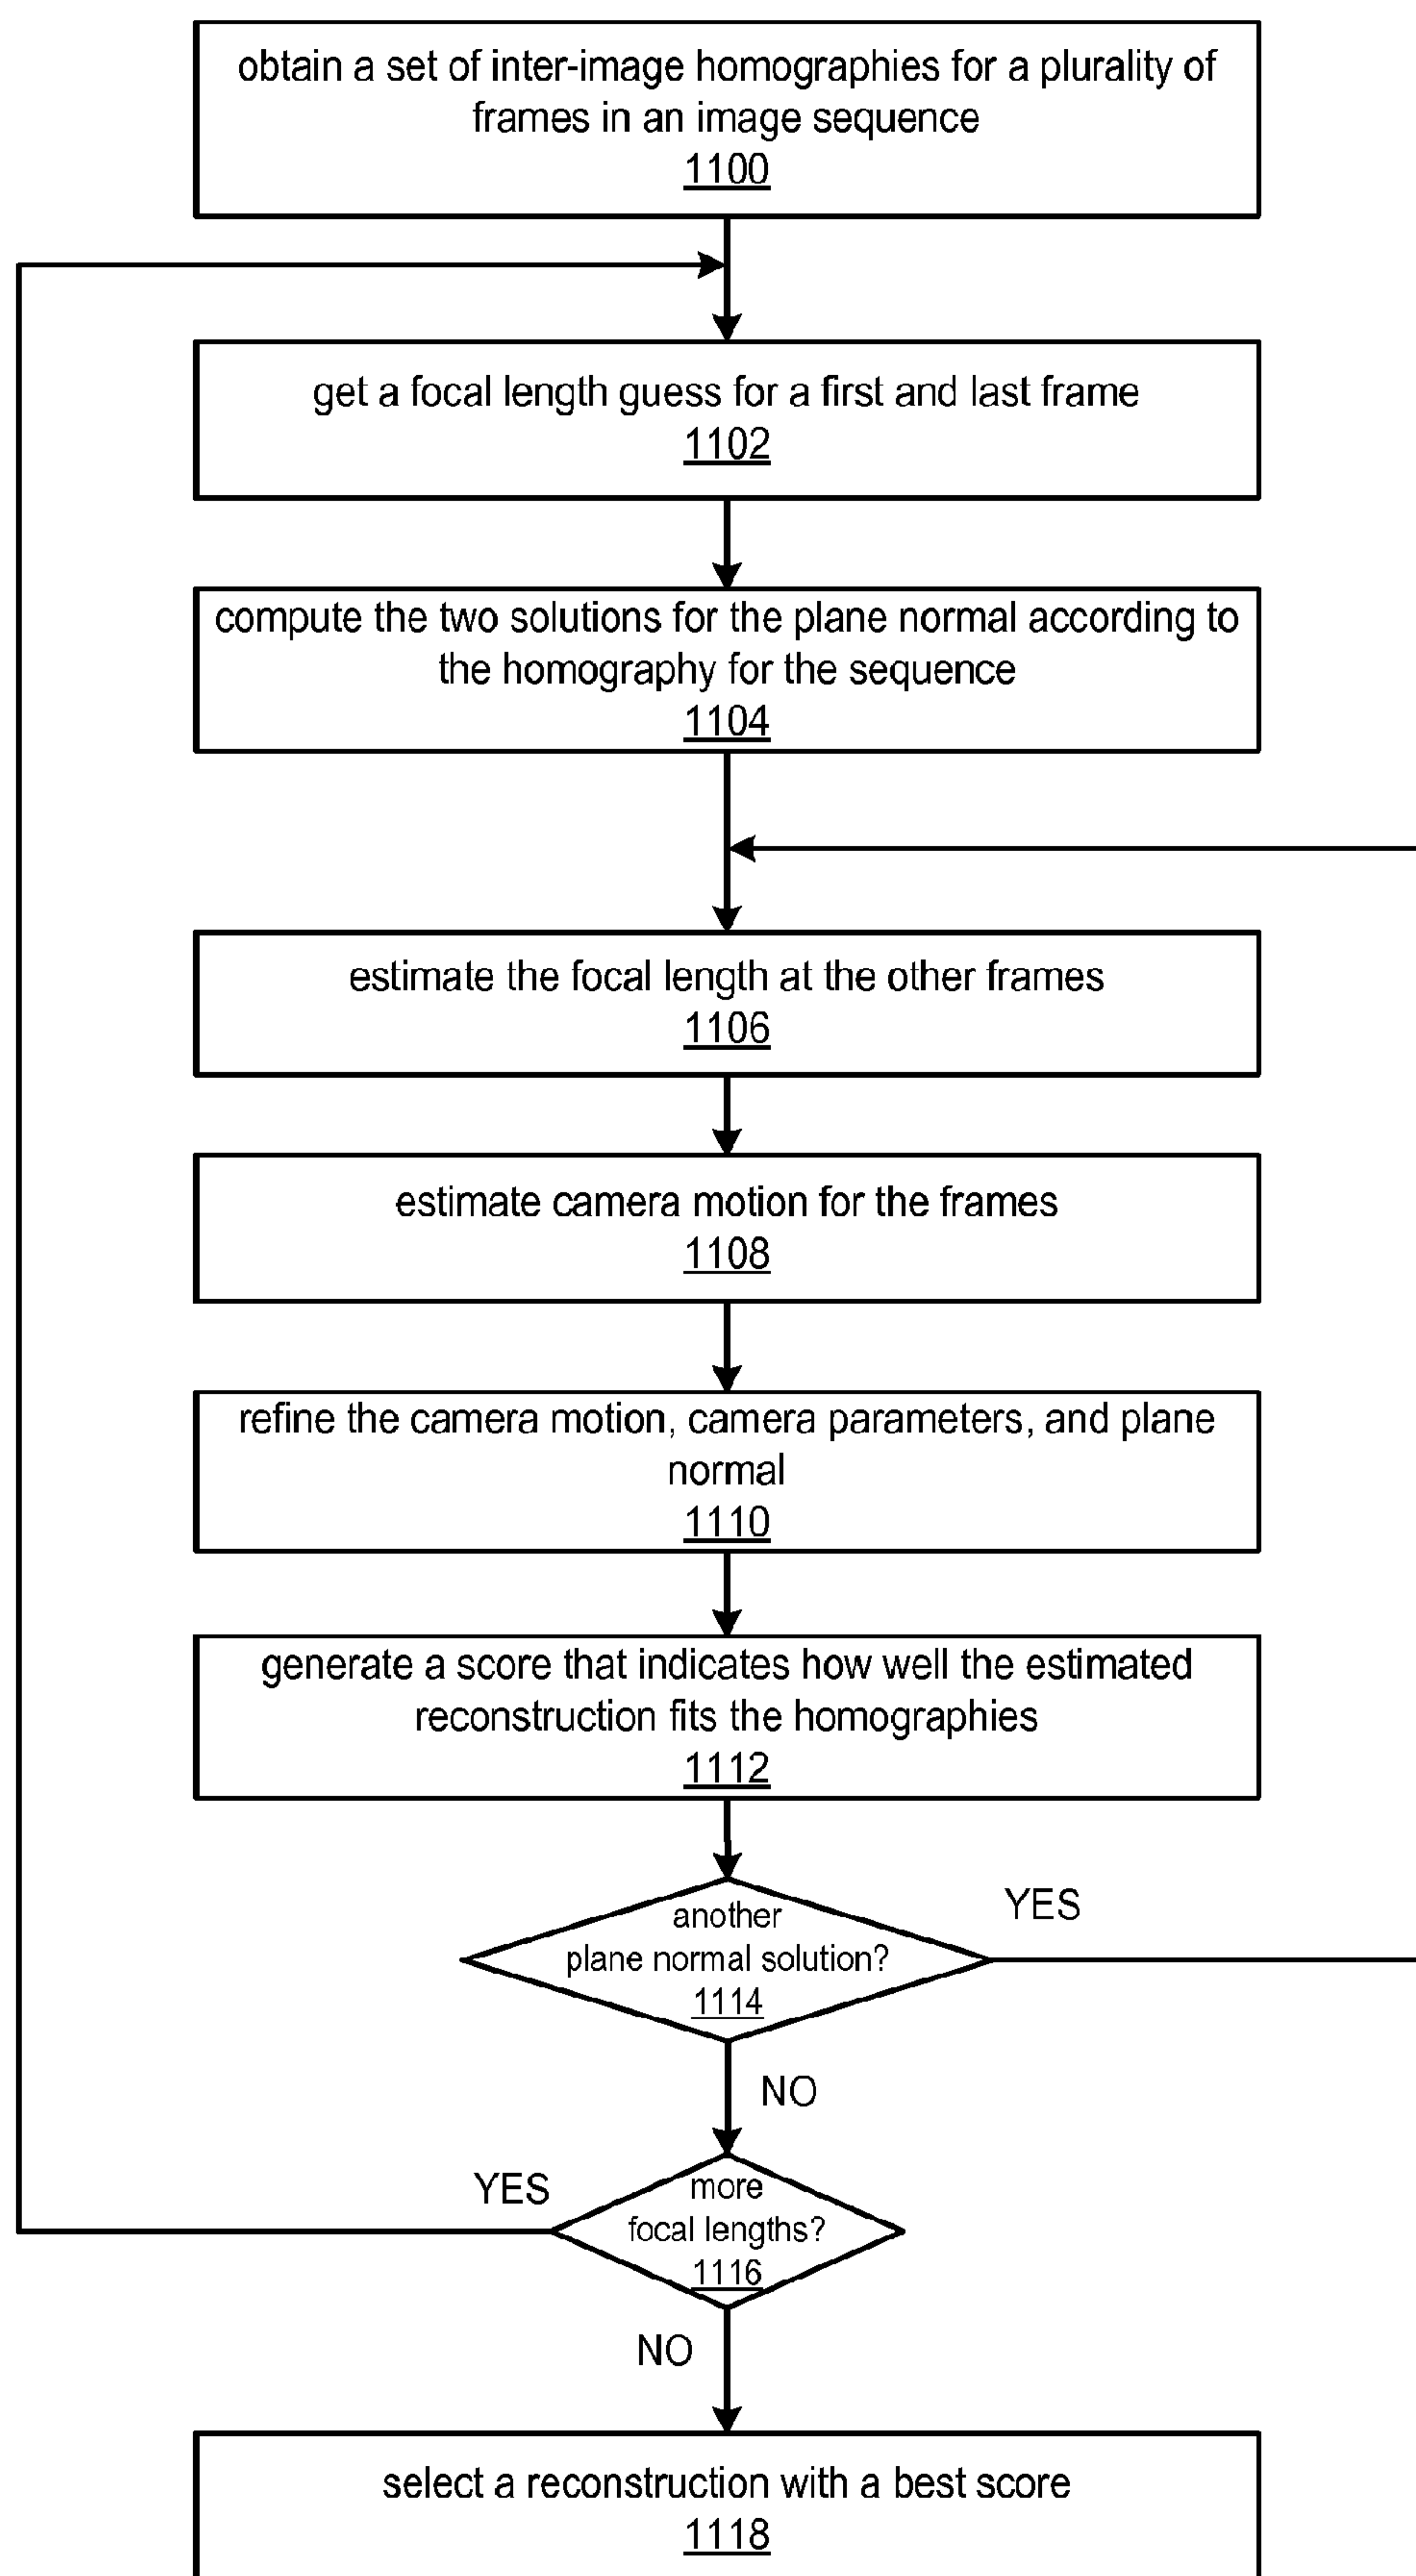 obtain a set of inter-image homographies for a plurality of
frames in an image sequence
1100
get a focal length guess for a first and last frame
1102
compute the two solutions for the plane normal according to
the homography for the sequence
1104
estimate the focal length at the other frames
1106
estimate camera motion for the frames
1108
refine the camera motion, camera parameters, and plane
normal
1110
generate a score that indicates how well the estimated
reconstruction fits the homographies
1112
another
plane normal solution?
1114
YES
NO
more
focal lengths?
1116
YES
NO
select a reconstruction with a best score
1118